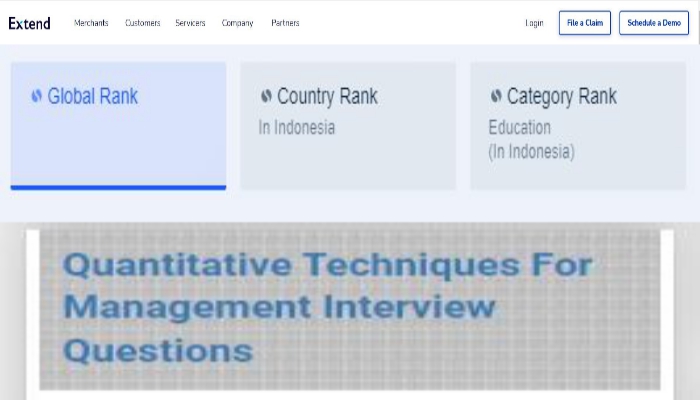 Extend Merchants Customers Servicers Company Partners Login File a Claim Schedule a Demo
Global Rank Country Rank Category Rank
In Indonesia Education
(In Indonesia)
Quantitative Techniques For
Management Interview
Questions